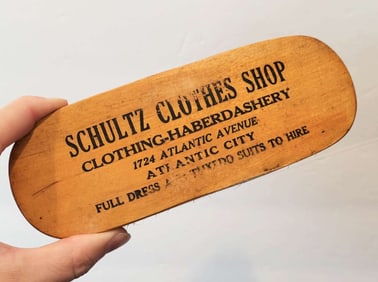 SCHULTZ CLOTHES SHOP
CLOTHING-HABERDASHERY
1724 ATLANTIC AVENUE
ATLANTIC CITY
FULL DRESS AND TUXEDO SUITS TO HIRE